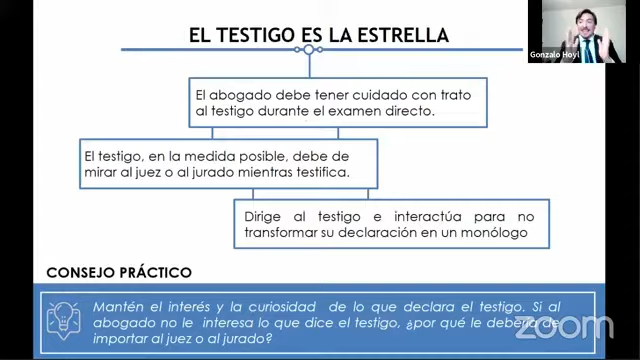 EL TESTIGO ES LA ESTRELLA
Gonzalo Hoyl
El abogado debe tener cuidado con trato
al testigo durante el examen directo.
El testigo, en la medida posible, debe de
mirar al juez o al jurado mientras testifica.
Dirige al testigo e interactúa para no
transformar su declaración en un monólogo
CONSEJO PRÁCTICO
Mantén el interés y la curiosidad de lo que declara el testigo. Si al
abogado no le interesa lo que dice el testigo, ¿por qué le debería de
importar al juez o al jurado?
zoom